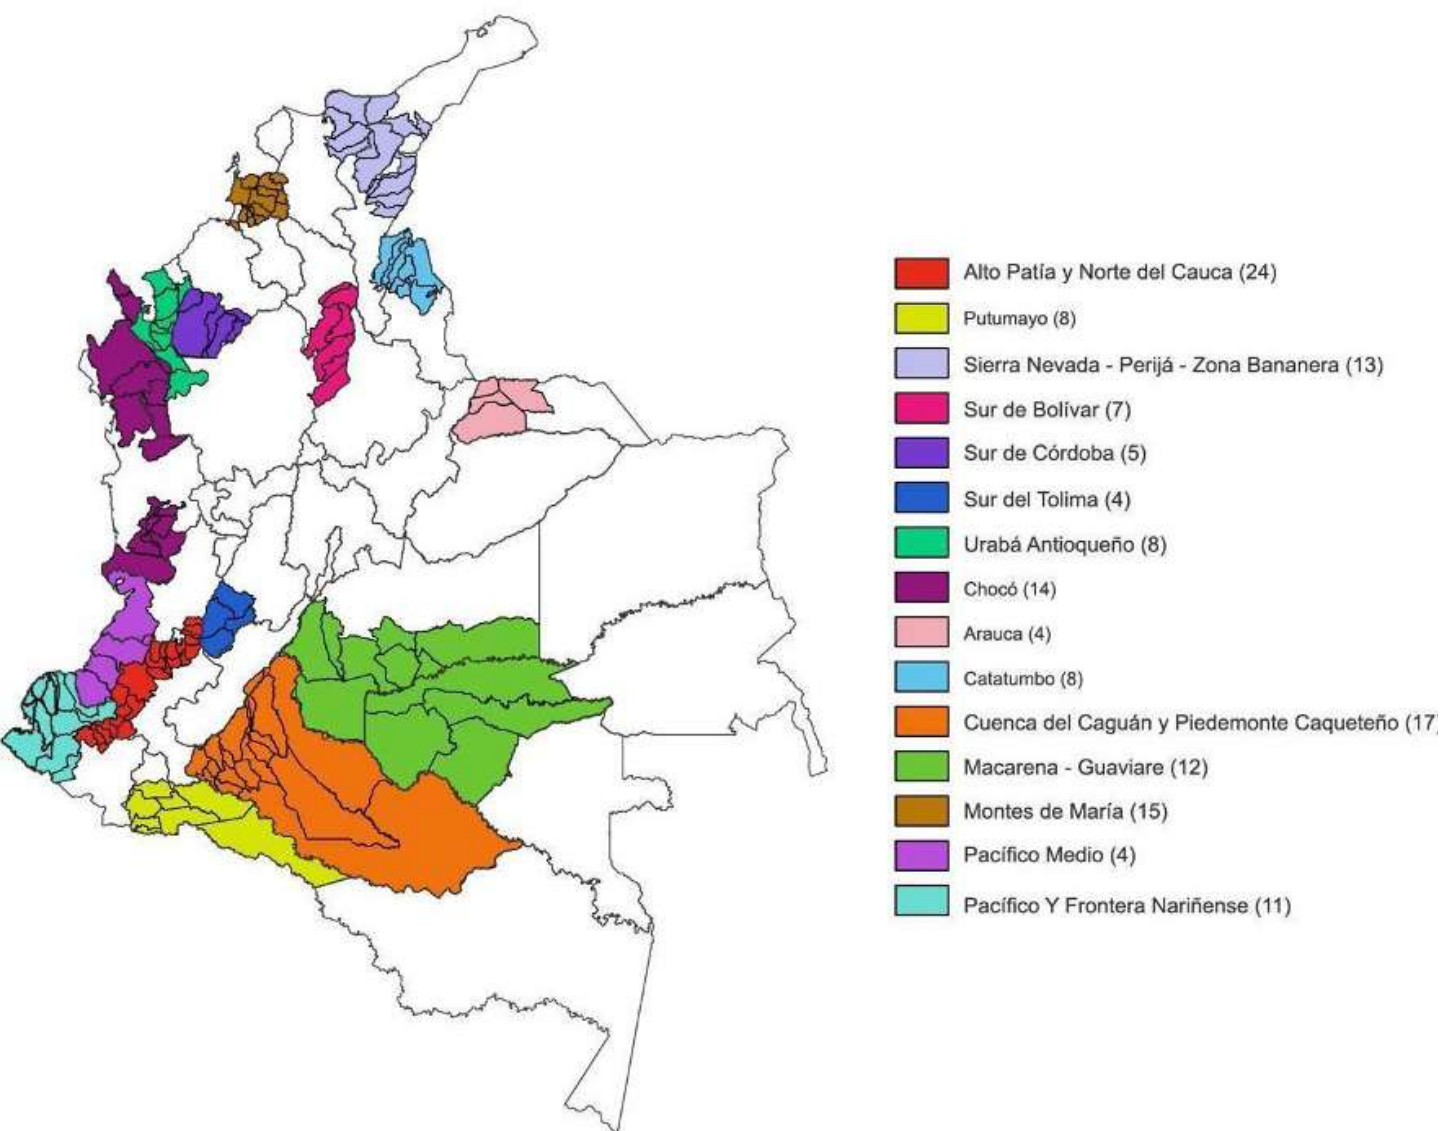 Alto Patía y Norte del Cauca (24)
Putumayo (8)
Sierra Nevada - Perijá - Zona Bananera (13)
Sur de Bolívar (7)
Sur de Córdoba (5)
Sur del Tolima (4)
Urabá Antioqueño (8)
Chocó (14)
Arauca (4)
Catatumbo (8)
Cuenca del Caguán y Piedemonte Caqueteño (17)
Macarena - Guaviare (12)
Montes de María (15)
Pacífico Medio (4)
Pacífico Y Frontera Nariñense (11)